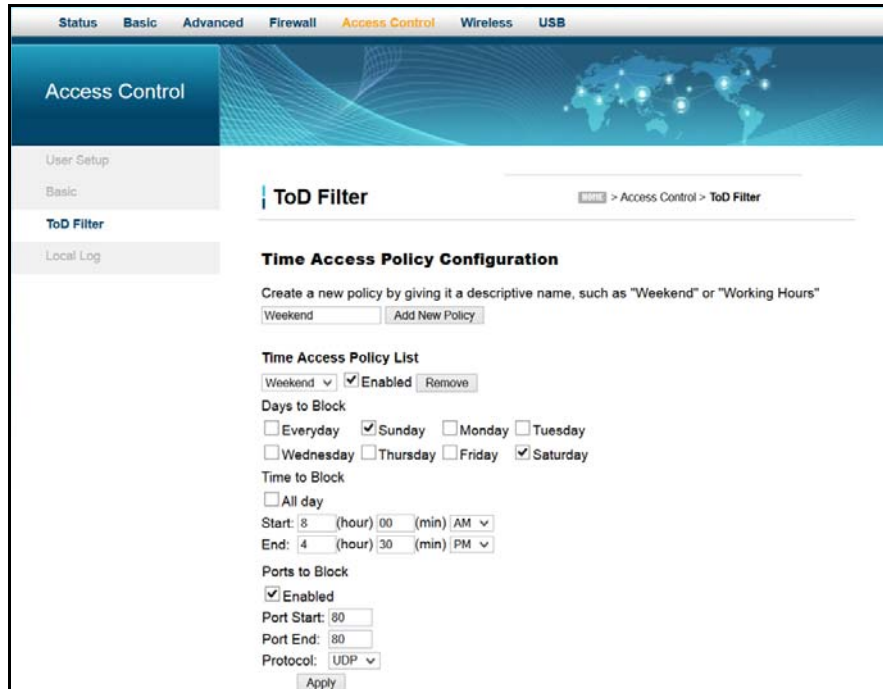 Status Basic Advanced Firewall Access Control Wireless USB
Access Control
User Setup
Basic
ToD Filter
Local Log
ToD Filter
HOME > Access Control > ToD Filter
Time Access Policy Configuration
Create a new policy by giving it a descriptive name, such as "Weekend" or "Working Hours"
Weekend Add New Policy
Time Access Policy List
Weekend Enabled Remove
Days to Block
Everyday Sunday Monday Tuesday
Wednesday Thursday Friday Saturday
Time to Block
All day
Start: 8 (hour) 00 (min) AM
End: 4 (hour) 30 (min) PM
Ports to Block
Enabled
Port Start: 80
Port End: 80
Protocol: UDP
Apply